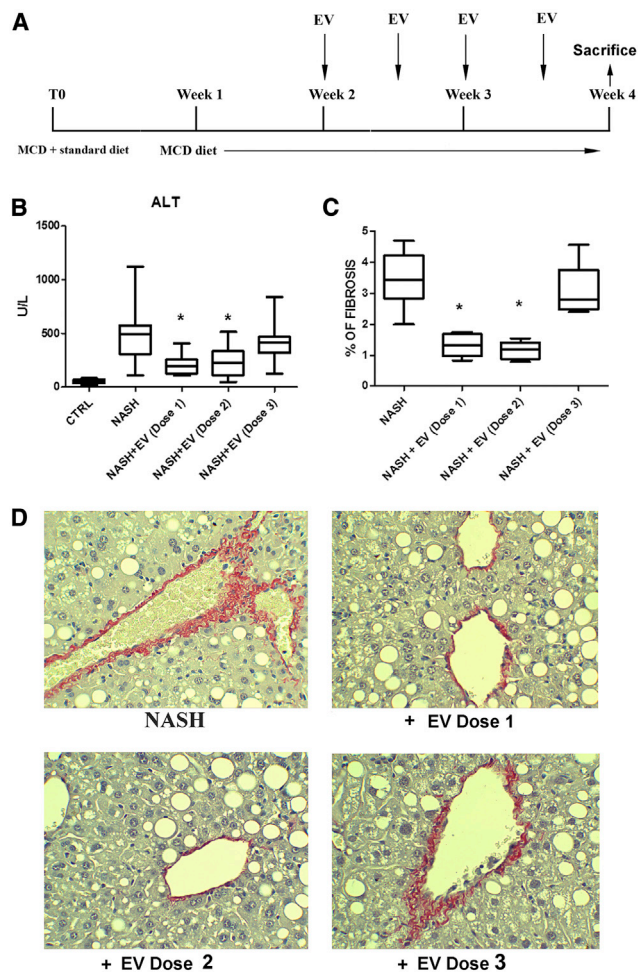 A
EV EV EV EV
Sacrifice
T0 Week 1 Week 2 Week 3 Week 4
MCD + standard diet MCD diet
B
ALT
U/L
1500
1000
500
0
CTRL
NASH
NASH+EV (Dose 1)
NASH+EV (Dose 2)
NASH+EV (Dose 3)
* *
C
% OF FIBROSIS
5
4
3
2
1
0
NASH
NASH + EV (Dose 1)
NASH + EV (Dose 2)
NASH + EV (Dose 3)
* *
D
NASH
+ EV Dose 1
+ EV Dose 2
+ EV Dose 3